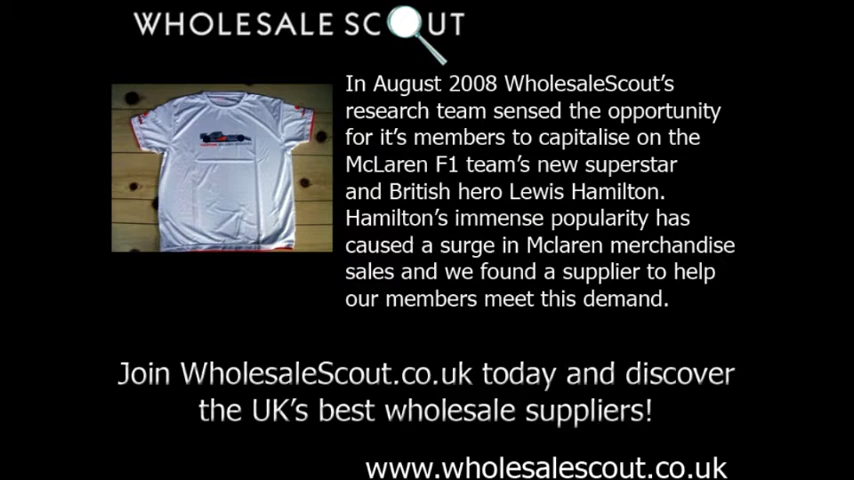 WHOLESALE SCOUT
In August 2008 WholesaleScout's
research team sensed the opportunity
for it's members to capitalise on the
McLaren F1 team's new superstar
and British hero Lewis Hamilton.
Hamilton's immense popularity has
caused a surge in Mclaren merchandise
sales and we found a supplier to help
our members meet this demand.
Join WholesaleScout.co.uk today and discover
the UK's best wholesale suppliers!
www.wholesalescout.co.uk